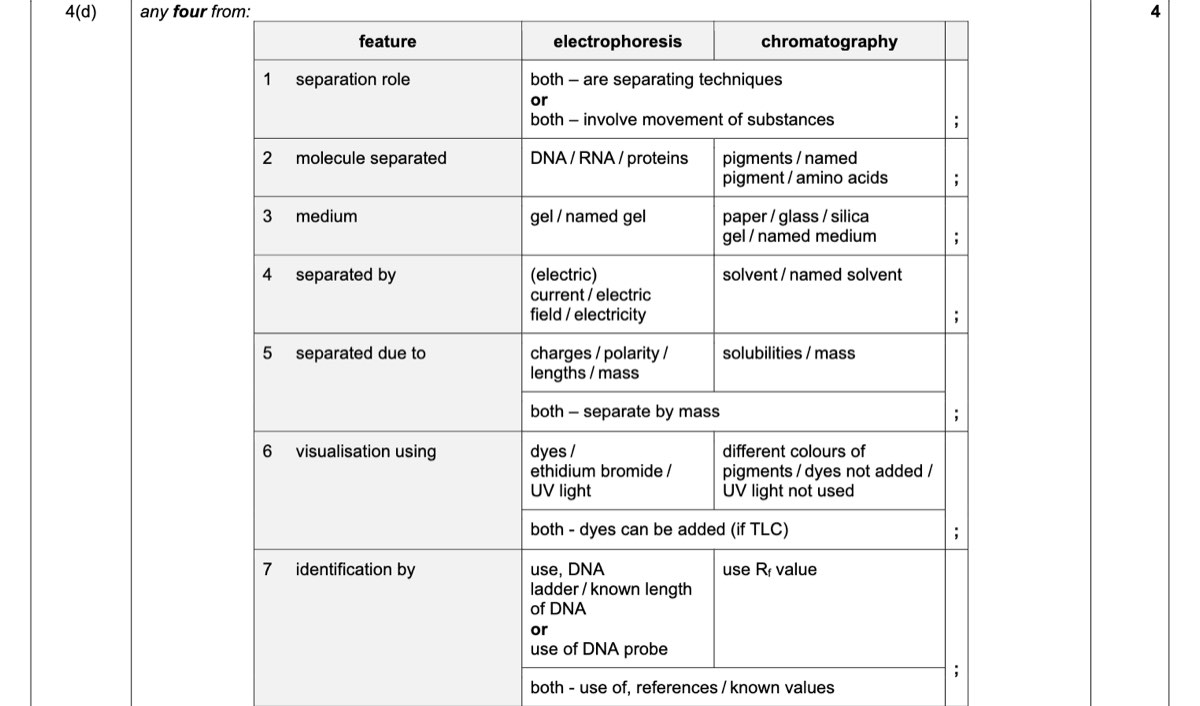 4(d) any four from: 4
feature electrophoresis chromatography
1 separation role both – are separating techniques
or
both – involve movement of substances ;
2 molecule separated DNA / RNA / proteins pigments / named
pigment / amino acids ;
3 medium gel / named gel paper / glass / silica
gel / named medium ;
4 separated by (electric) solvent / named solvent
current / electric
field / electricity ;
5 separated due to charges / polarity / solubilities / mass
lengths / mass
both – separate by mass ;
6 visualisation using dyes / different colours of
ethidium bromide / pigments / dyes not added /
UV light UV light not used
both - dyes can be added (if TLC) ;
7 identification by use, DNA use Rf value
ladder / known length
of DNA
or
use of DNA probe
;
both - use of, references / known values